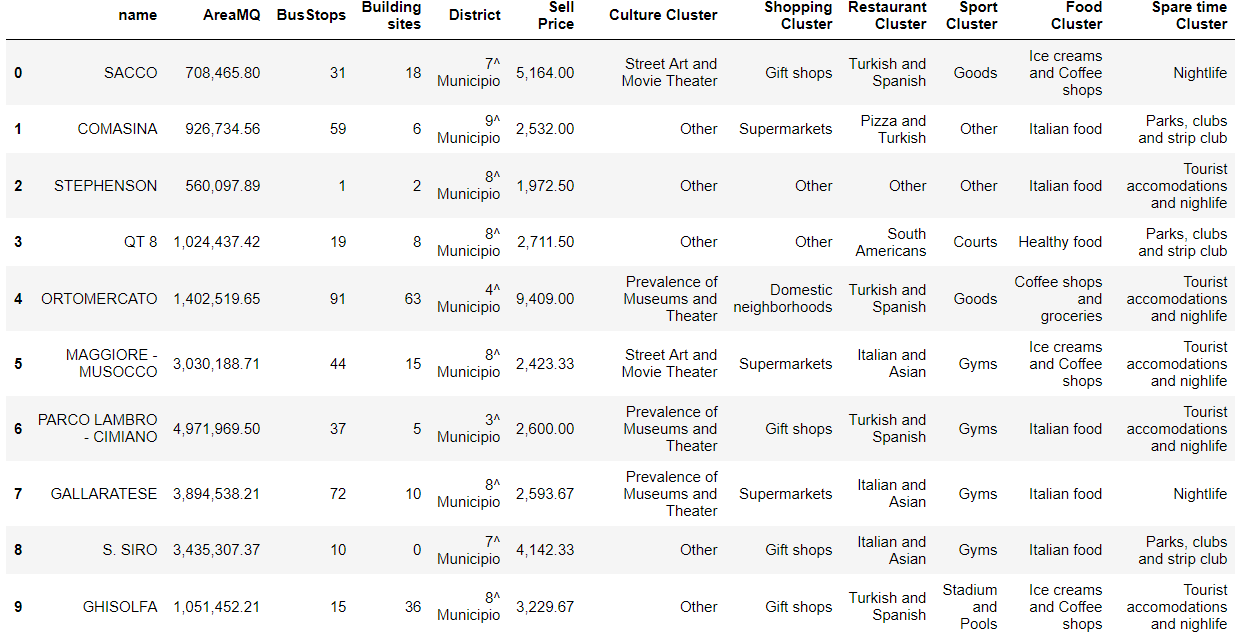 name AreaMQ BusStops Building sites District Sell Price Culture Cluster Shopping Cluster Restaurant Cluster Sport Cluster Food Cluster Spare time Cluster
0 SACCO 708,465.80 31 18 7^ Municipio 5,164.00 Street Art and Movie Theater Gift shops Turkish and Spanish Goods Ice creams and Coffee shops Nightlife
1 COMASINA 926,734.56 59 6 9^ Municipio 2,532.00 Other Supermarkets Pizza and Turkish Other Italian food Parks, clubs and strip club
2 STEPHENSON 560,097.89 1 2 8^ Municipio 1,972.50 Other Other Other Other Italian food Tourist accomodations and nighlife
3 QT 8 1,024,437.42 19 8 8^ Municipio 2,711.50 Other Other South Americans Courts Healthy food Parks, clubs and strip club
4 ORTOMERCATO 1,402,519.65 91 63 4^ Municipio 9,409.00 Prevalence of Museums and Theater Domestic neighborhoods Turkish and Spanish Goods Coffee shops and groceries Tourist accomodations and nighlife
5 MAGGIORE - MUSOCCO 3,030,188.71 44 15 8^ Municipio 2,423.33 Street Art and Movie Theater Supermarkets Italian and Asian Gyms Ice creams and Coffee shops Tourist accomodations and nighlife
6 PARCO LAMBRO - CIMIANO 4,971,969.50 37 5 3^ Municipio 2,600.00 Prevalence of Museums and Theater Gift shops Turkish and Spanish Gyms Italian food Tourist accomodations and nighlife
7 GALLARATESE 3,894,538.21 72 10 8^ Municipio 2,593.67 Prevalence of Museums and Theater Supermarkets Italian and Asian Gyms Italian food Nightlife
8 S. SIRO 3,435,307.37 10 0 7^ Municipio 4,142.33 Other Gift shops Italian and Asian Gyms Italian food Parks, clubs and strip club
9 GHISOLFA 1,051,452.21 15 36 8^ Municipio 3,229.67 Other Gift shops Turkish and Spanish Stadium and Pools Ice creams and Coffee shops Tourist accomodations and nighlife